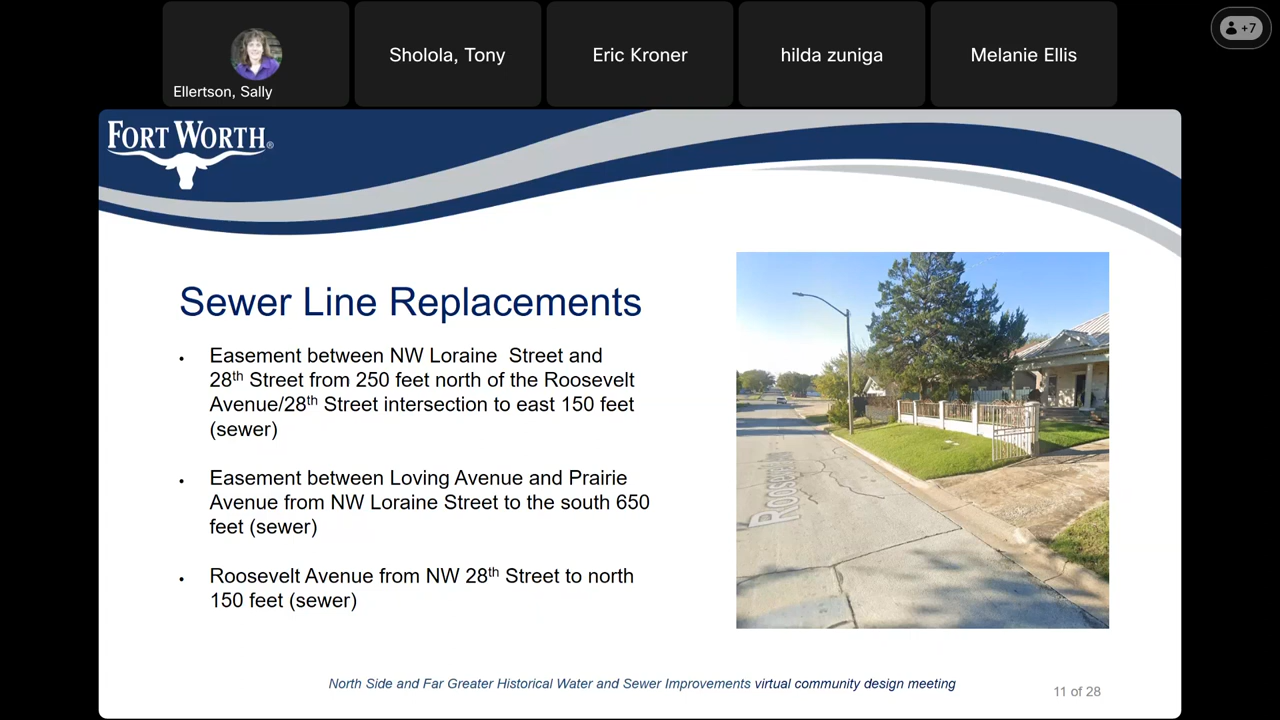 +7
Ellertson, Sally
Sholola, Tony
Eric Kroner
hilda zuniga
Melanie Ellis
FORT WORTH®
Sewer Line Replacements
• Easement between NW Loraine Street and
28th Street from 250 feet north of the Roosevelt
Avenue/28th Street intersection to east 150 feet
(sewer)
• Easement between Loving Avenue and Prairie
Avenue from NW Loraine Street to the south 650
feet (sewer)
• Roosevelt Avenue from NW 28th Street to north
150 feet (sewer)
North Side and Far Greater Historical Water and Sewer Improvements virtual community design meeting
11 of 28